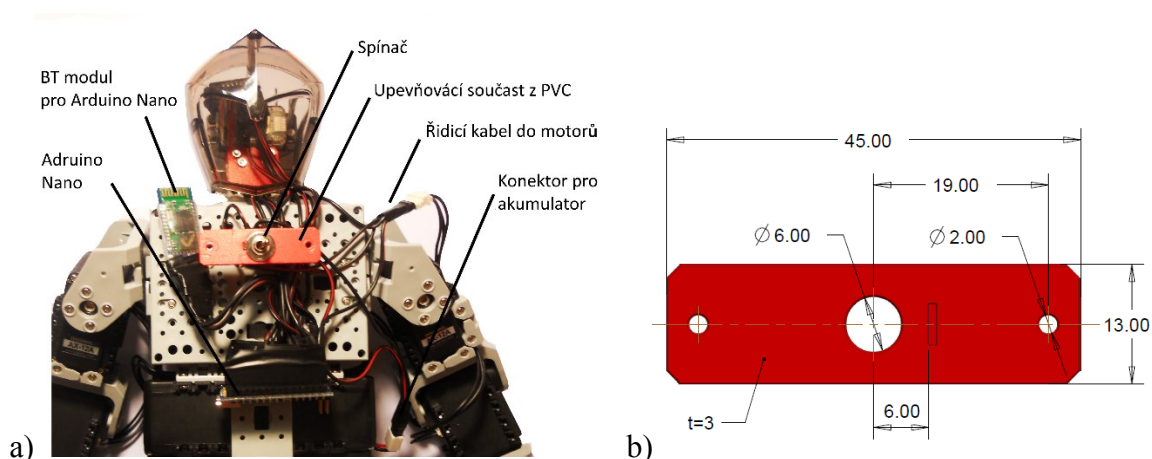 Spínač
BT modul
pro Arduino Nano
Upevňovácí součast z PVC
Řidicí kabel do motorů
Adruino
Nano
Konektor pro
akumulator
a)
45.00
19.00
∅ 6.00
∅ 2.00
13.00
t=3
6.00
b)